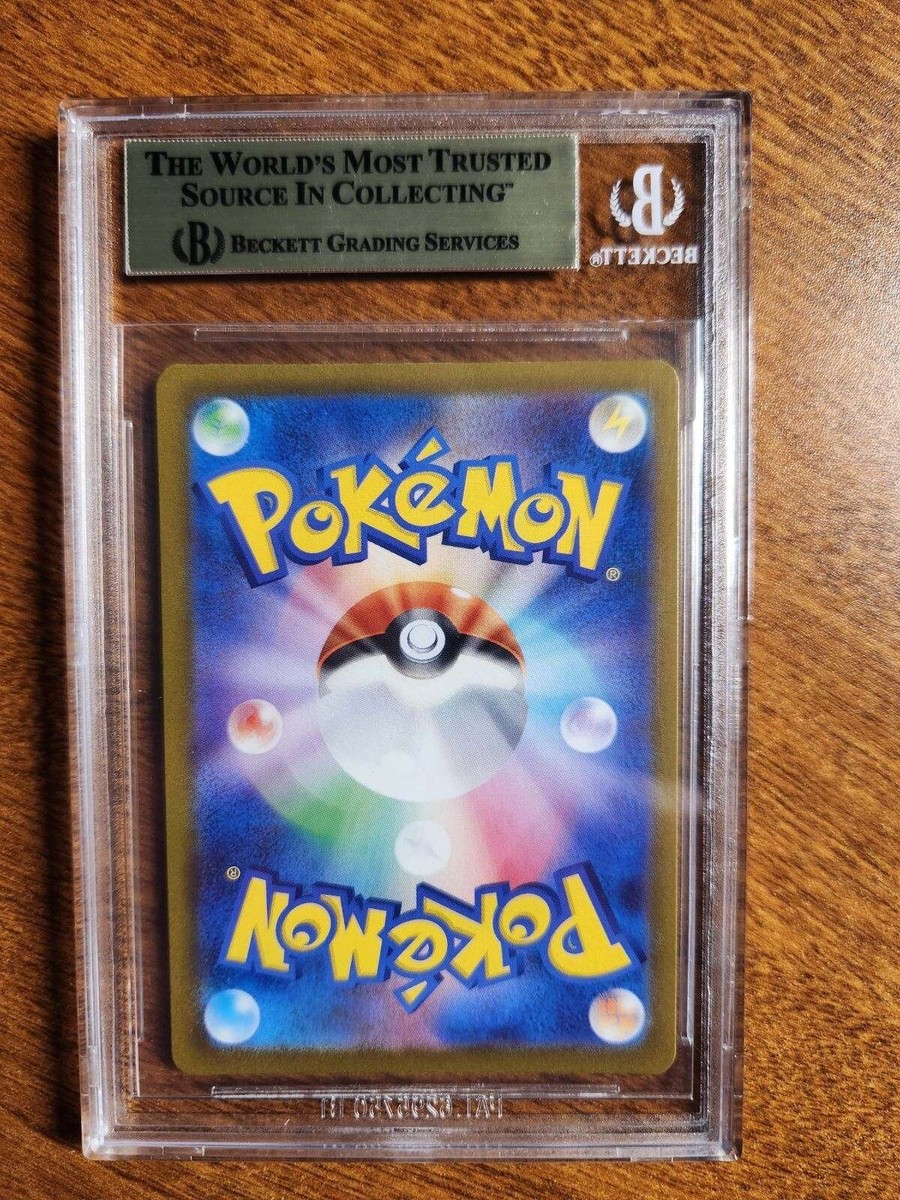 THE WORLD'S MOST TRUSTED
SOURCE IN COLLECTING™
B BECKETT GRADING SERVICES
B
BECKETT®
POKéMON®
POKéMON®